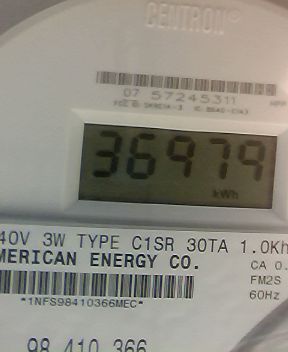 CENTRON®
07 57245311
36979
kWh
40V 3W TYPE C1SR 30TA 1.0Kh
MERICAN ENERGY CO.
CA 0.
FM2S
*1NFS98410366MEC*
60Hz
98 410 366